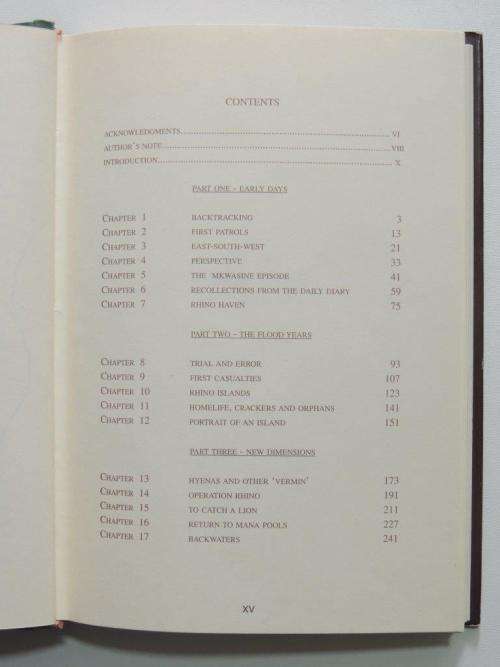 CONTENTS
ACKNOWLEDGMENTS................................................................ VI
AUTHOR'S NOTE...................................................................... VIII
INTRODUCTION........................................................................ X
PART ONE - EARLY DAYS
CHAPTER 1 BACKTRACKING 3
CHAPTER 2 FIRST PATROLS 13
CHAPTER 3 EAST-SOUTH-WEST 21
CHAPTER 4 PERSPECTIVE 33
CHAPTER 5 THE MKWASINE EPISODE 41
CHAPTER 6 RECOLLECTIONS FROM THE DAILY DIARY 59
CHAPTER 7 RHINO HAVEN 75
PART TWO - THE FLOOD YEARS
CHAPTER 8 TRIAL AND ERROR 93
CHAPTER 9 FIRST CASUALTIES 107
CHAPTER 10 RHINO ISLANDS 123
CHAPTER 11 HOMELIFE, CRACKERS AND ORPHANS 141
CHAPTER 12 PORTRAIT OF AN ISLAND 151
PART THREE - NEW DIMENSIONS
CHAPTER 13 HYENAS AND OTHER 'VERMIN' 173
CHAPTER 14 OPERATION RHINO 191
CHAPTER 15 TO CATCH A LION 211
CHAPTER 16 RETURN TO MANA POOLS 227
CHAPTER 17 BACKWATERS 241
XV